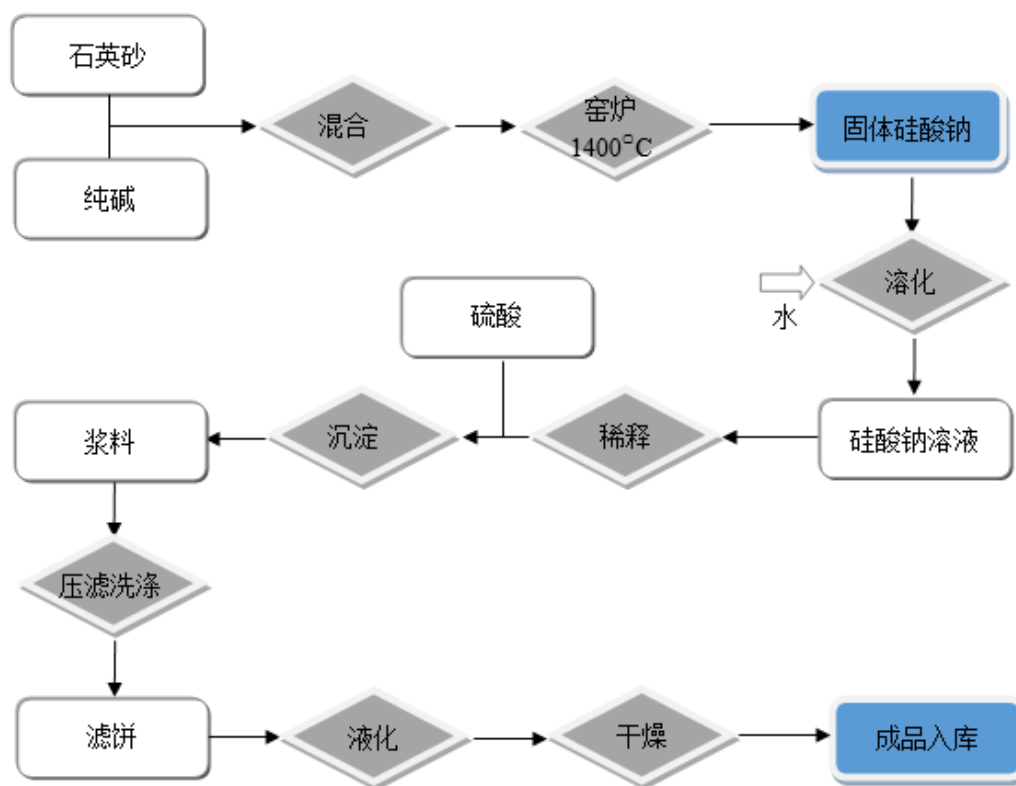 石英砂
混合
窑炉
1400°C
固体硅酸钠
纯碱
溶化
水
硫酸
浆料
沉淀
稀释
硅酸钠溶液
压滤洗涤
滤饼
液化
干燥
成品入库